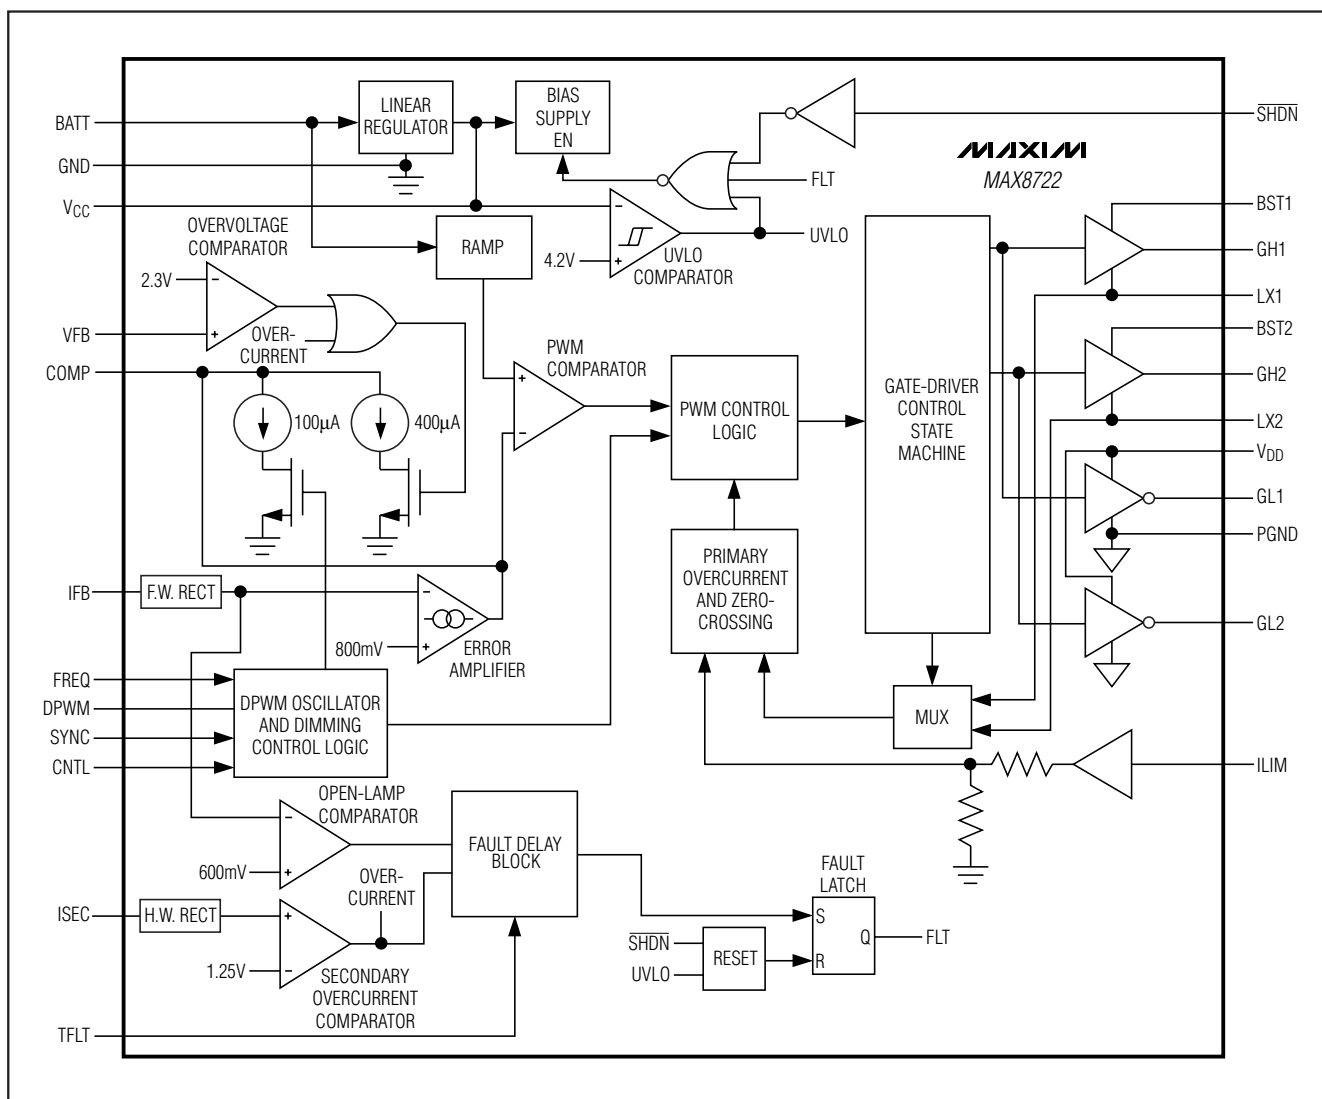 BATT
GND
VCC
VFB
COMP
IFB
FREQ
DPWM
SYNC
CNTL
ISEC
TFLT
LINEAR
REGULATOR
BIAS
SUPPLY
EN
SHDN
MAXIM
MAX8722
FLT
UVLO
4.2V
-
+
UVLO
COMPARATOR
RAMP
OVERVOLTAGE
COMPARATOR
2.3V
-
+
OVER-
CURRENT
100µA
400µA
PWM
COMPARATOR
+
-
PWM CONTROL
LOGIC
GATE-DRIVER
CONTROL
STATE
MACHINE
BST1
GH1
LX1
BST2
GH2
LX2
VDD
GL1
PGND
GL2
ILIM
PRIMARY
OVERCURRENT
AND ZERO-
CROSSING
MUX
F.W. RECT
-
+
800mV
ERROR
AMPLIFIER
DPWM OSCILLATOR
AND DIMMING
CONTROL LOGIC
OPEN-LAMP
COMPARATOR
-
+
600mV
FAULT DELAY
BLOCK
OVER-
CURRENT
H.W. RECT
+
-
1.25V
SECONDARY
OVERCURRENT
COMPARATOR
SHDN
UVLO
RESET
FAULT
LATCH
S
Q
R
FLT